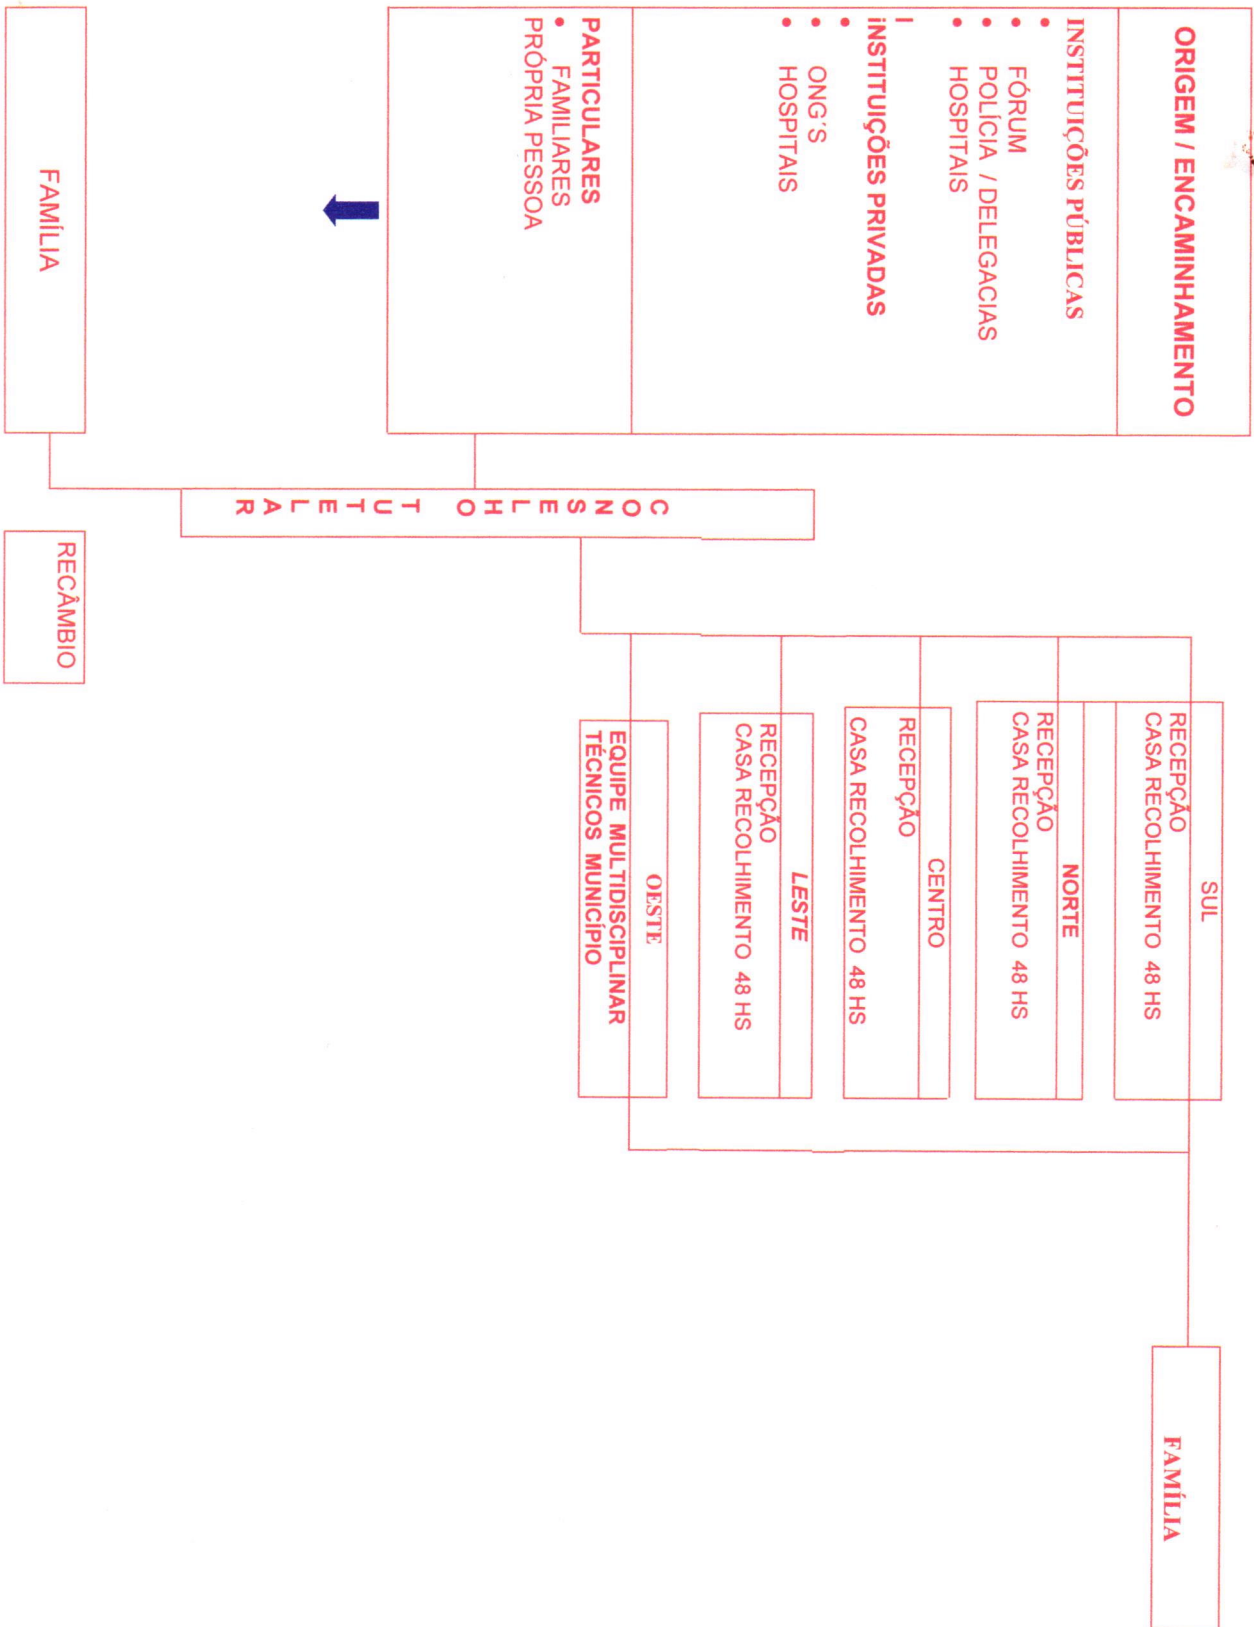 ORIGEM / ENCAMINHAMENTO
INSTITUIÇÕES PÚBLICAS
•
• FÓRUM
• POLÍCIA / DELEGACIAS
• HOSPITAIS
I
INSTITUIÇÕES PRIVADAS
•
• ONG´S
• HOSPITAIS
PARTICULARES
• FAMILIARES
PRÓPRIA PESSOA
FAMÍLIA
CONSELHO TUTELAR
RECÂMBIO
SUL
RECEPÇÃO
CASA RECOLHIMENTO 48 HS
NORTE
RECEPÇÃO
CASA RECOLHIMENTO 48 HS
CENTRO
RECEPÇÃO
CASA RECOLHIMENTO 48 HS
LESTE
RECEPÇÃO
CASA RECOLHIMENTO 48 HS
OESTE
EQUIPE MULTIDISCIPLINAR
TÉCNICOS MUNICÍPIO
FAMÍLIA